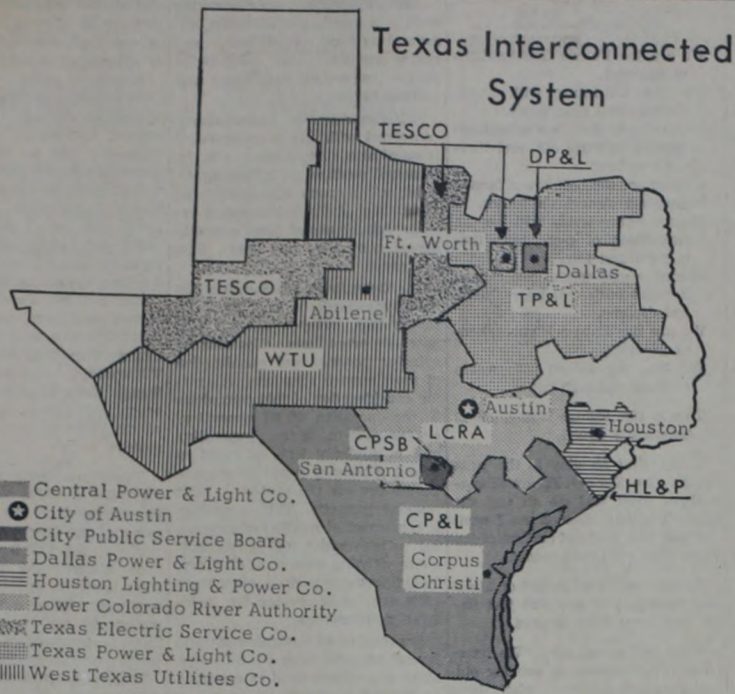 Texas Interconnected
System
TESCO
DP&L
Ft. Worth
Dallas
TESCO
TP&L
Abilene
WTU
Austin
LCRA
Houston
CPSB
San Antonio
HL&P
CP&L
Corpus
Christi
Central Power & Light Co.
City of Austin
City Public Service Board
Dallas Power & Light Co.
Houston Lighting & Power Co.
Lower Colorado River Authority
Texas Electric Service Co.
Texas Power & Light Co.
West Texas Utilities Co.